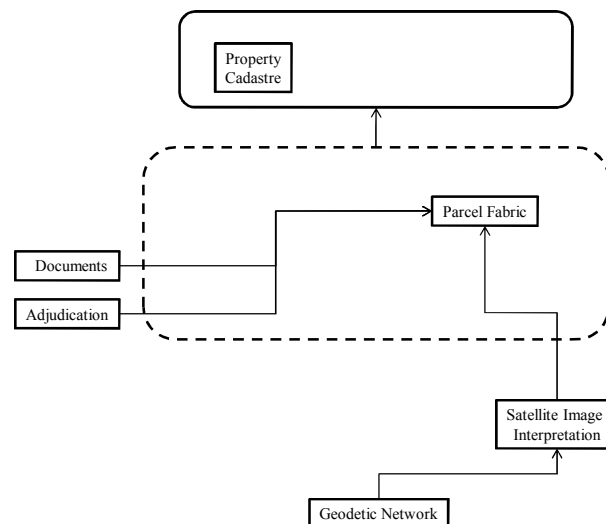 Property
Cadastre
Parcel Fabric
Documents
Adjudication
Satellite Image
Interpretation
Geodetic Network